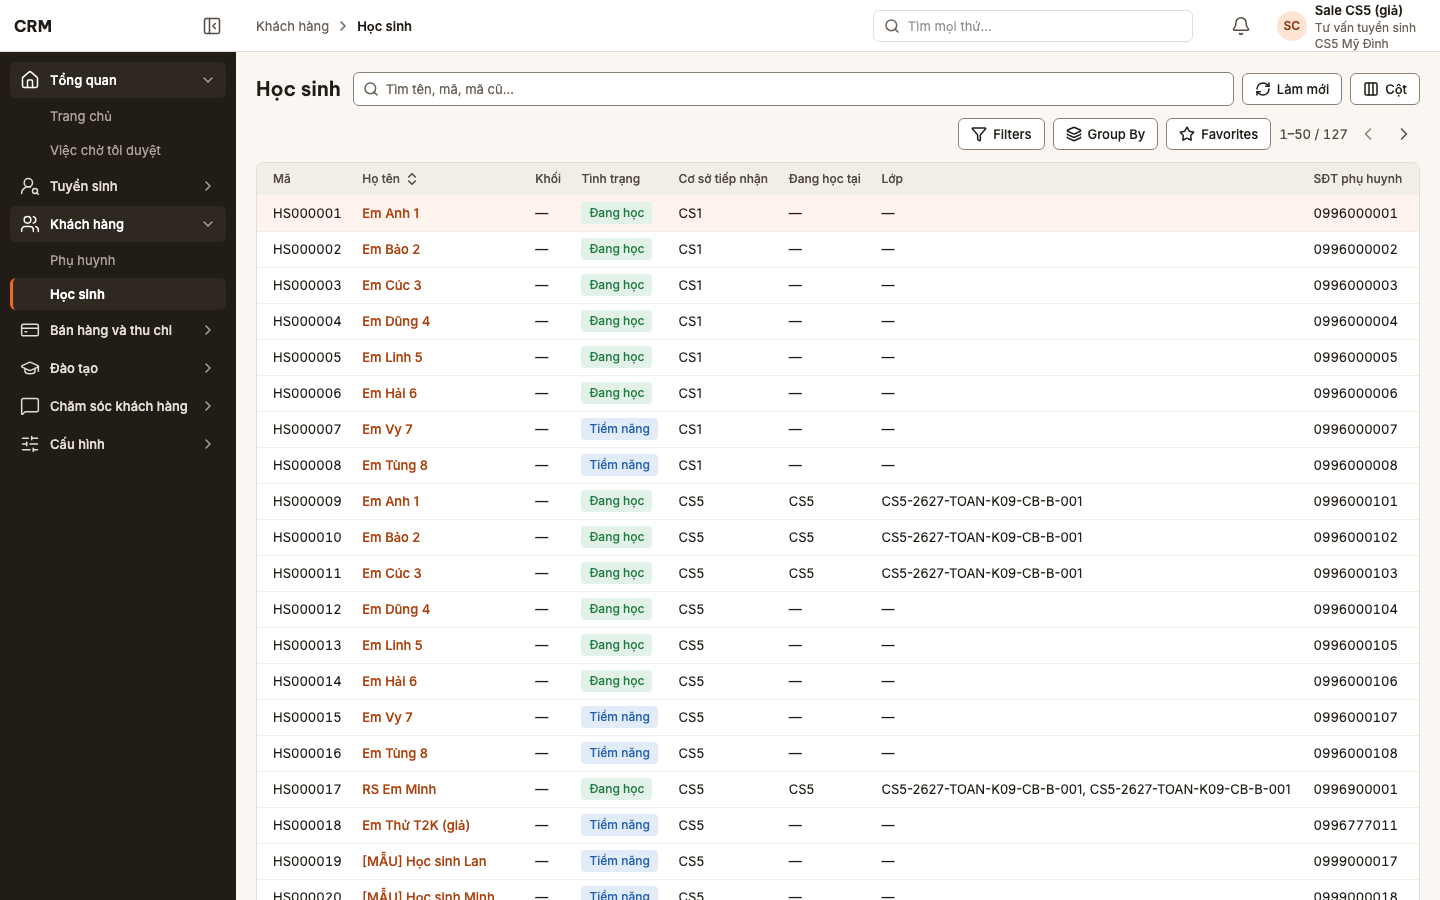 CRM
Khách hàng > Học sinh
Tìm mọi thứ...
SC
Sale CS5 (giả)
Tư vấn tuyển sinh
CS5 Mỹ Đình
Tổng quan
Trang chủ
Việc chờ tôi duyệt
Tuyển sinh
Khách hàng
Phụ huynh
Học sinh
Bán hàng và thu chi
Đào tạo
Chăm sóc khách hàng
Cấu hình
Học sinh
Tìm tên, mã, mã cũ...
Làm mới
Cột
Filters
Group By
Favorites
1–50 / 127
Mã Họ tên Khối Tình trạng Cơ sở tiếp nhận Đang học tại Lớp SĐT phụ huynh
HS000001 Em Anh 1 — Đang học CS1 — — 0996000001
HS000002 Em Bảo 2 — Đang học CS1 — — 0996000002
HS000003 Em Cúc 3 — Đang học CS1 — — 0996000003
HS000004 Em Dũng 4 — Đang học CS1 — — 0996000004
HS000005 Em Linh 5 — Đang học CS1 — — 0996000005
HS000006 Em Hải 6 — Đang học CS1 — — 0996000006
HS000007 Em Vy 7 — Tiềm năng CS1 — — 0996000007
HS000008 Em Tùng 8 — Tiềm năng CS1 — — 0996000008
HS000009 Em Anh 1 — Đang học CS5 CS5 CS5-2627-TOAN-K09-CB-B-001 0996000101
HS000010 Em Bảo 2 — Đang học CS5 CS5 CS5-2627-TOAN-K09-CB-B-001 0996000102
HS000011 Em Cúc 3 — Đang học CS5 CS5 CS5-2627-TOAN-K09-CB-B-001 0996000103
HS000012 Em Dũng 4 — Đang học CS5 — — 0996000104
HS000013 Em Linh 5 — Đang học CS5 — — 0996000105
HS000014 Em Hải 6 — Đang học CS5 — — 0996000106
HS000015 Em Vy 7 — Tiềm năng CS5 — — 0996000107
HS000016 Em Tùng 8 — Tiềm năng CS5 — — 0996000108
HS000017 RS Em Minh — Đang học CS5 CS5 CS5-2627-TOAN-K09-CB-B-001, CS5-2627-TOAN-K09-CB-B-001 0996900001
HS000018 Em Thử T2K (giả) — Tiềm năng CS5 — — 0996777011
HS000019 [MẪU] Học sinh Lan — Tiềm năng CS5 — — 0999000017
HS000020 [MẪU] Học sinh Minh — Tiềm năng CS5 — — 0999000018